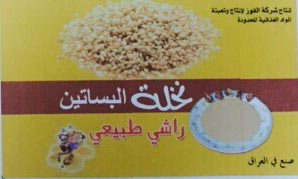 انتاج شركة الفوز لانتاج وتعبئة
المواد الغذائية المحدودة
نخلة البساتين
راشي طبيعي
صنع في العراق